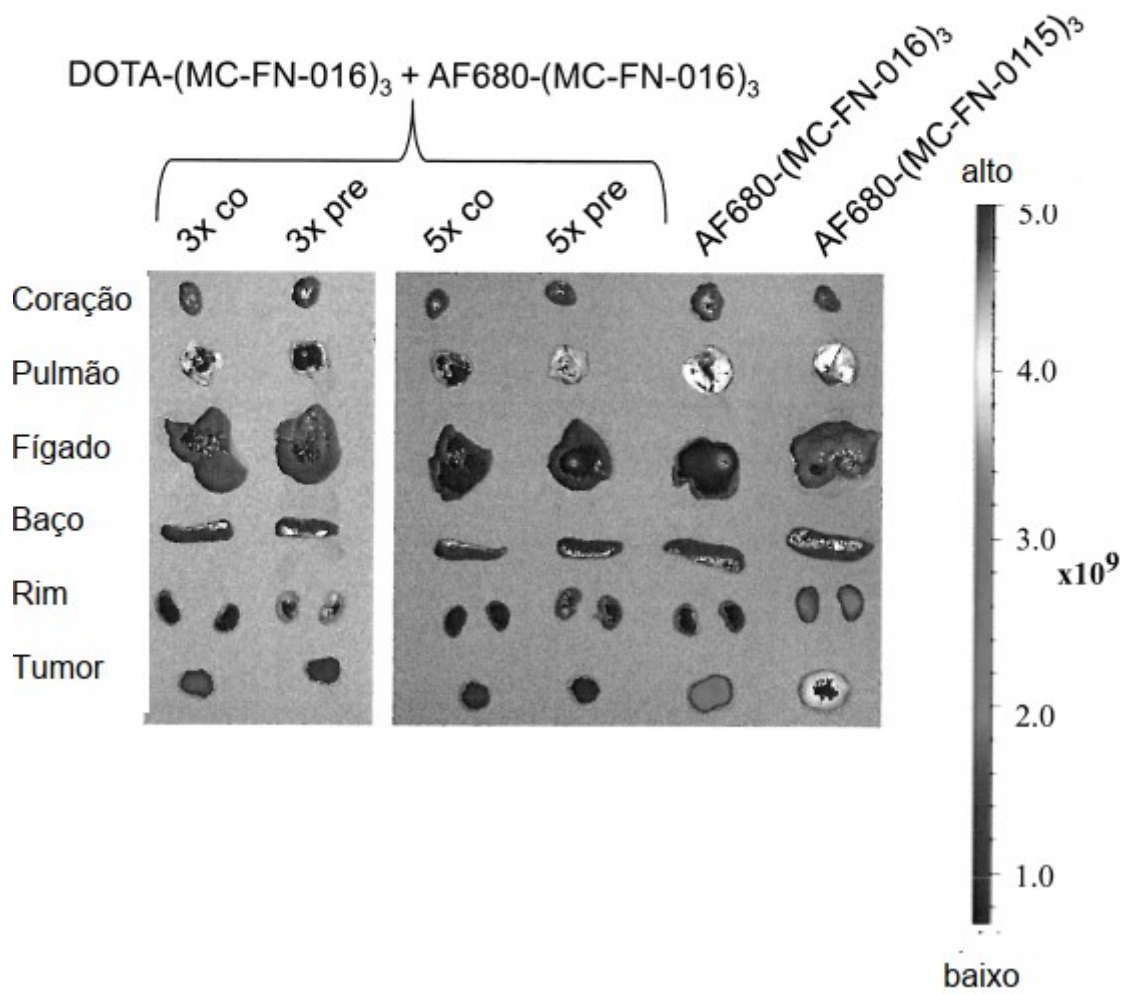 DOTA-(MC-FN-016)₃ + AF680-(MC-FN-016)₃
AF680-(MC-FN-016)₃
AF680-(MC-FN-0115)₃
3x co
3x pre
5x co
5x pre
Coração
Pulmão
Fígado
Baço
Rim
Tumor
alto
5.0
4.0
3.0
x10⁹
2.0
1.0
baixo